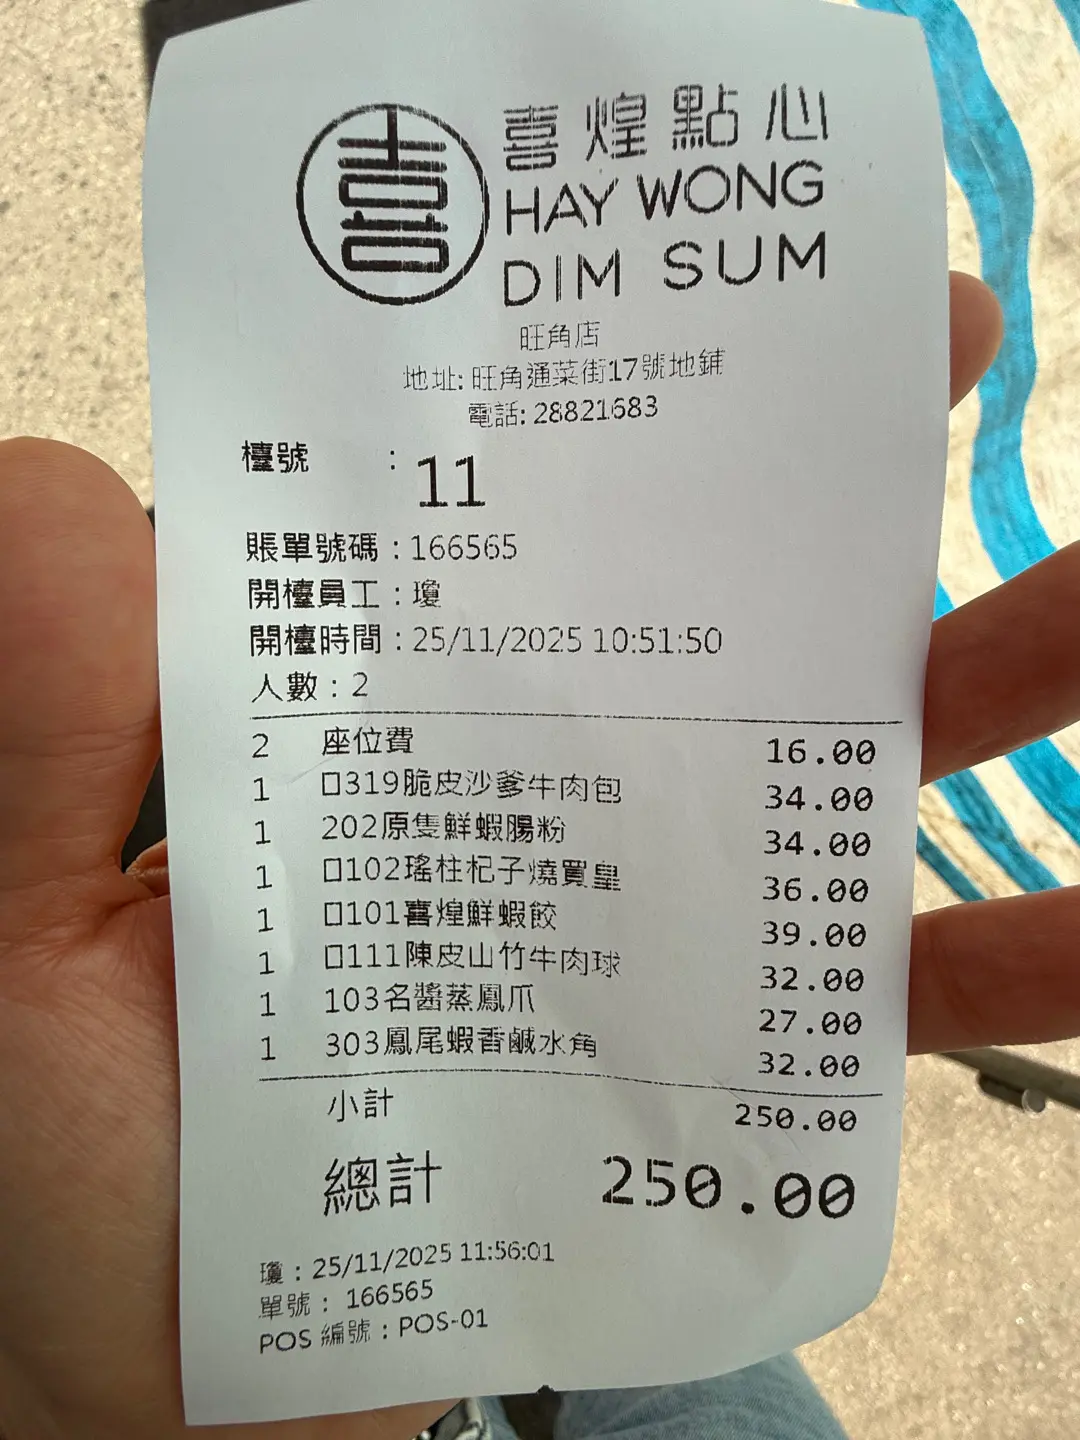 喜
喜煌點心
HAY WONG
DIM SUM
旺角店
地址: 旺角通菜街17號地鋪
電話: 28821683
檯號 : 11
賬單號碼 : 166565
開檯員工 : 瓊
開檯時間 : 25/11/2025 10:51:50
人數 : 2
2 座位費 16.00
1 □319脆皮沙爹牛肉包 34.00
1 202原隻鮮蝦腸粉 34.00
1 □102瑤柱杞子燒賣皇 36.00
1 □101喜煌鮮蝦餃 39.00
1 □111陳皮山竹牛肉球 32.00
1 103名醬蒸鳳爪 27.00
1 303鳳尾蝦香鹹水角 32.00
小計 250.00
總計 250.00
瓊 : 25/11/2025 11:56:01
單號 : 166565
POS 編號 : POS-01